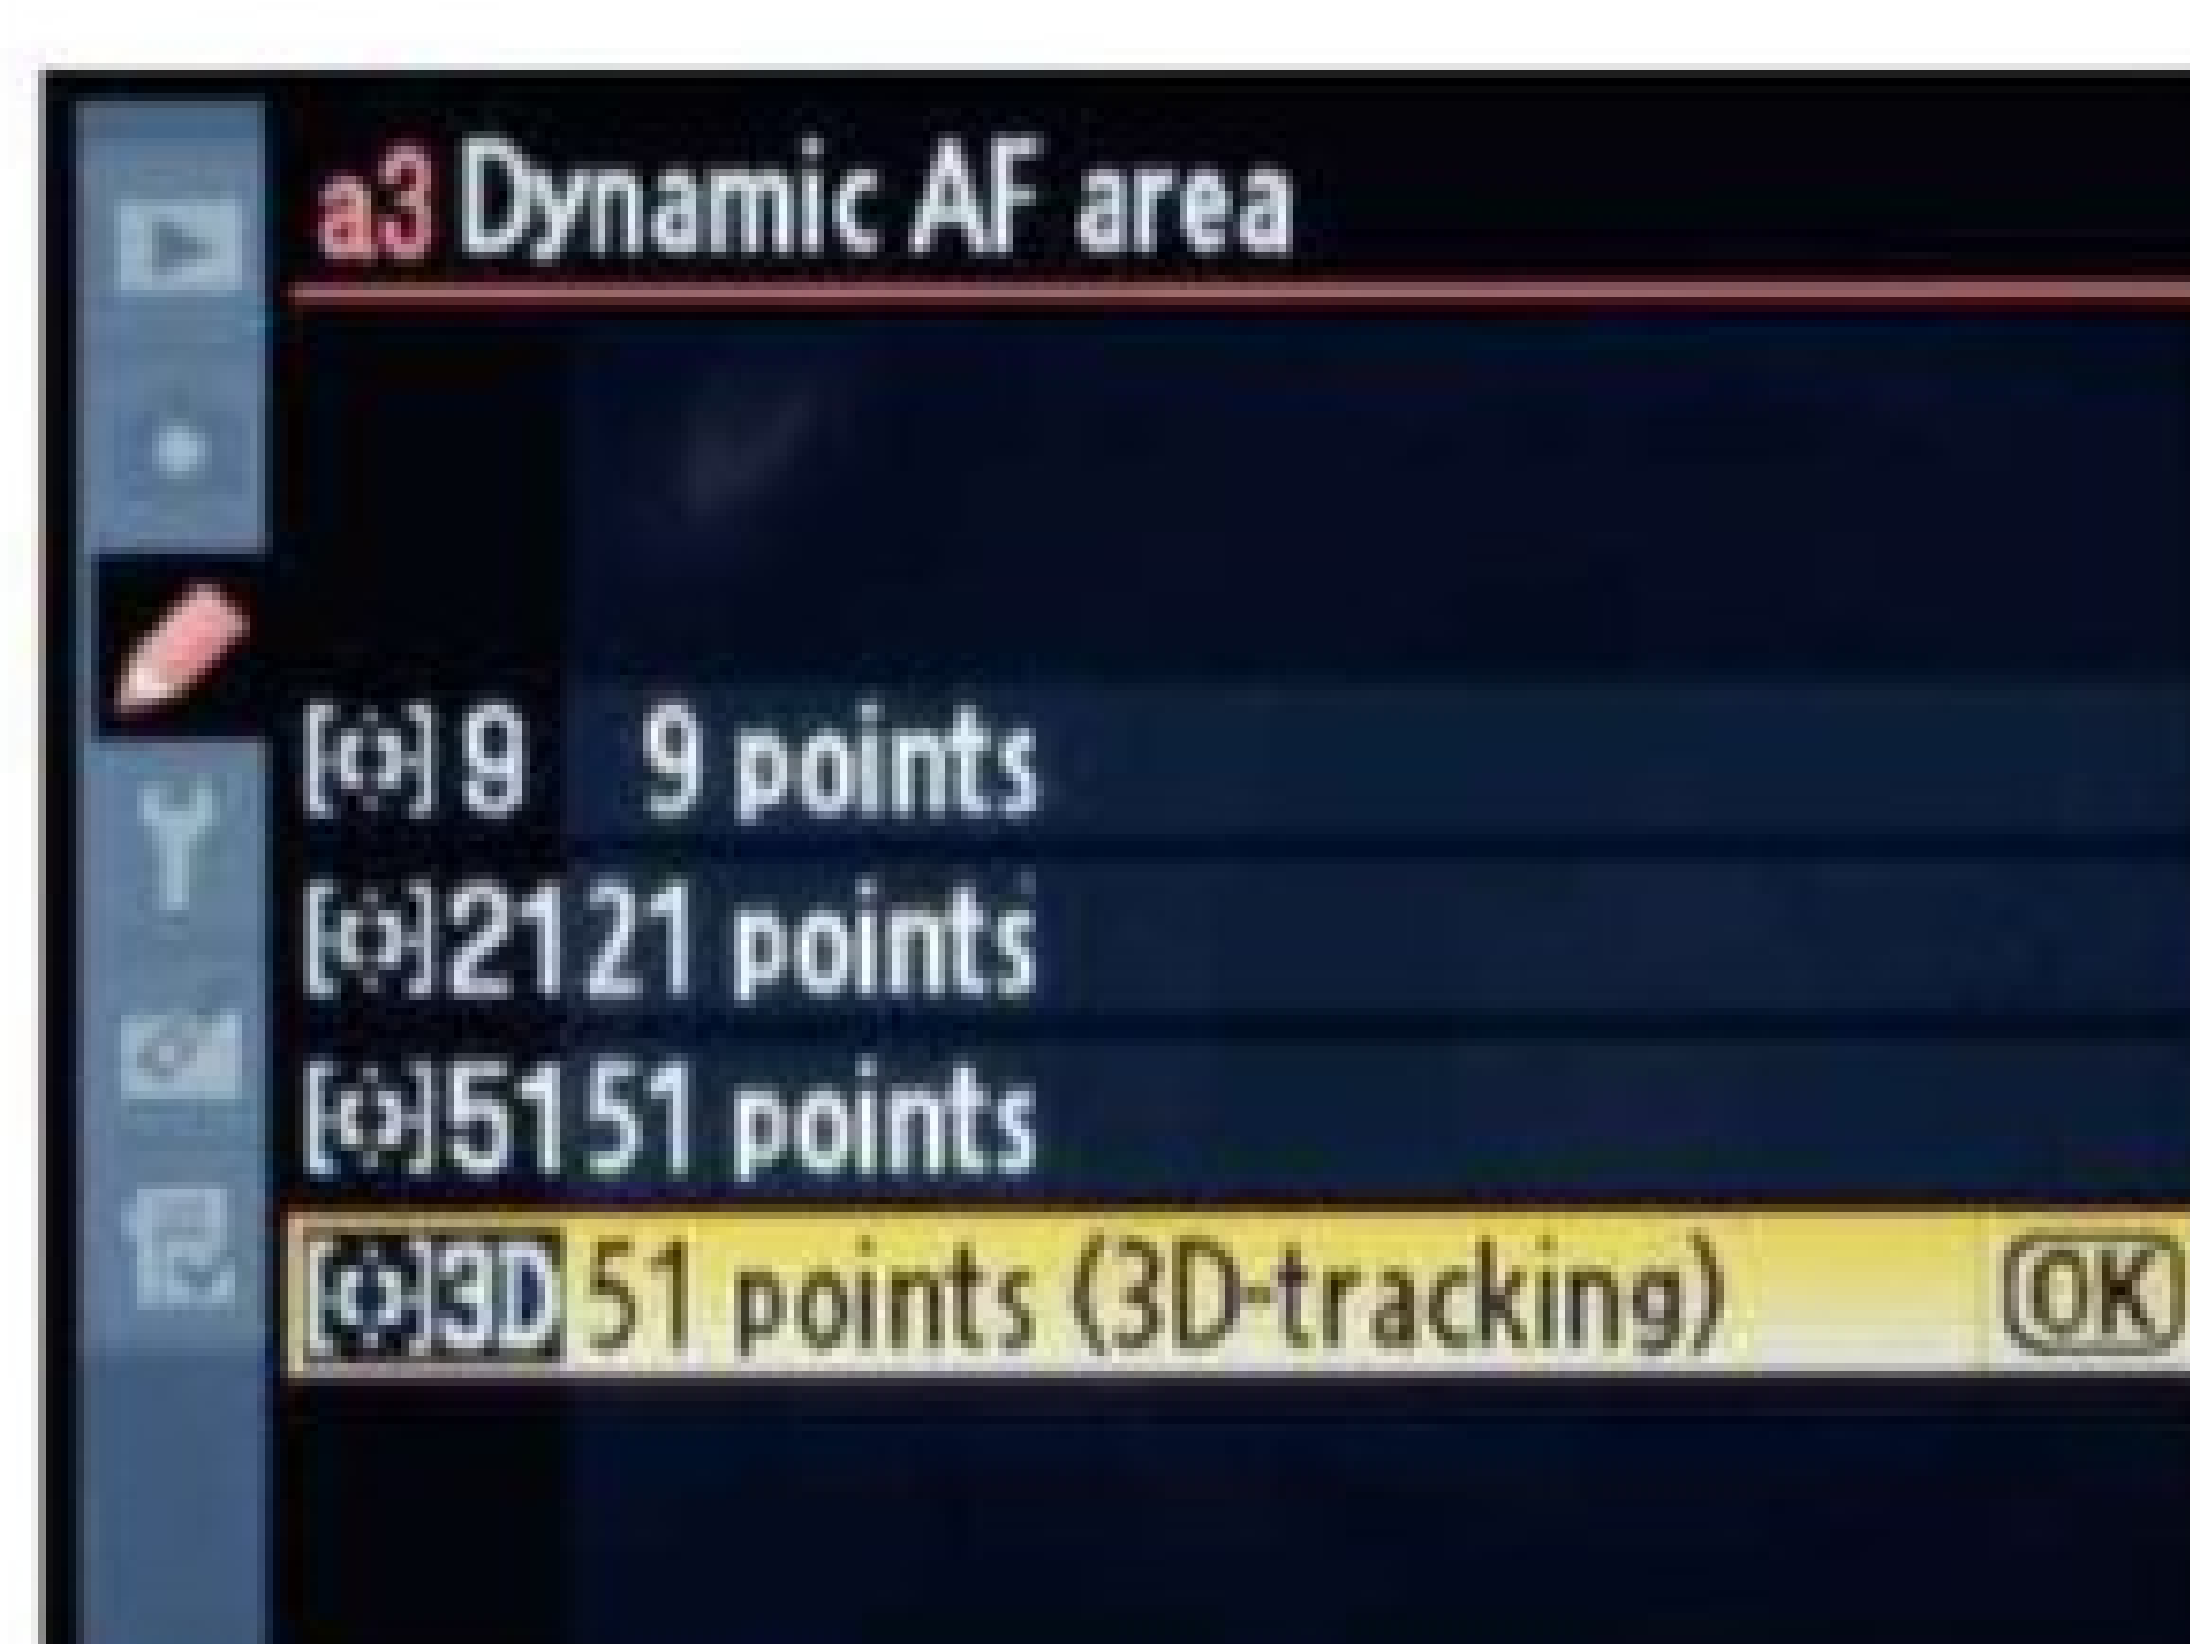 a3 Dynamic AF area
[ ] 9 9 points
[ ] 21 21 points
[ ] 51 51 points
[ ] 3D 51 points (3D-tracking) OK